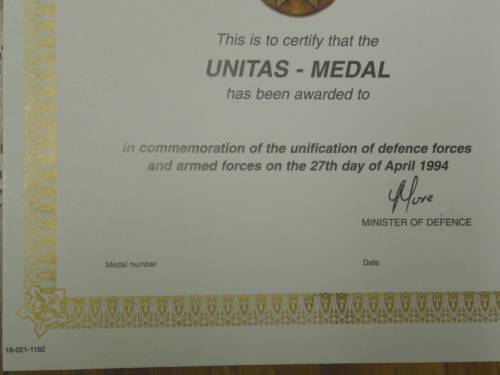 This is to certify that the
UNITAS - MEDAL
has been awarded to
in commemoration of the unification of defence forces
and armed forces on the 27th day of April 1994
MINISTER OF DEFENCE
Medal number
Date
18-021-1182